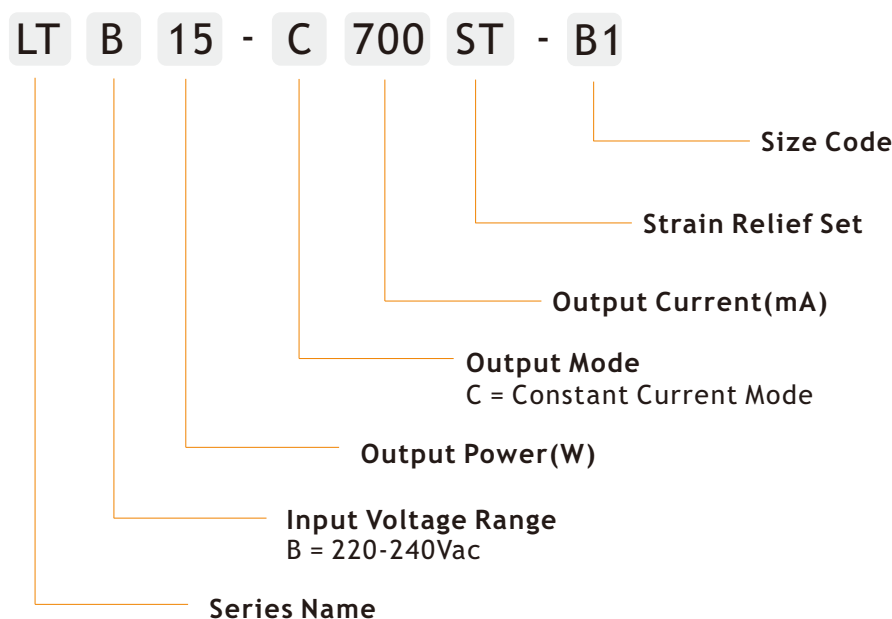 LT B 15 - C 700 ST - B1
Size Code
Strain Relief Set
Output Current(mA)
Output Mode
C = Constant Current Mode
Output Power(W)
Input Voltage Range
B = 220-240Vac
Series Name